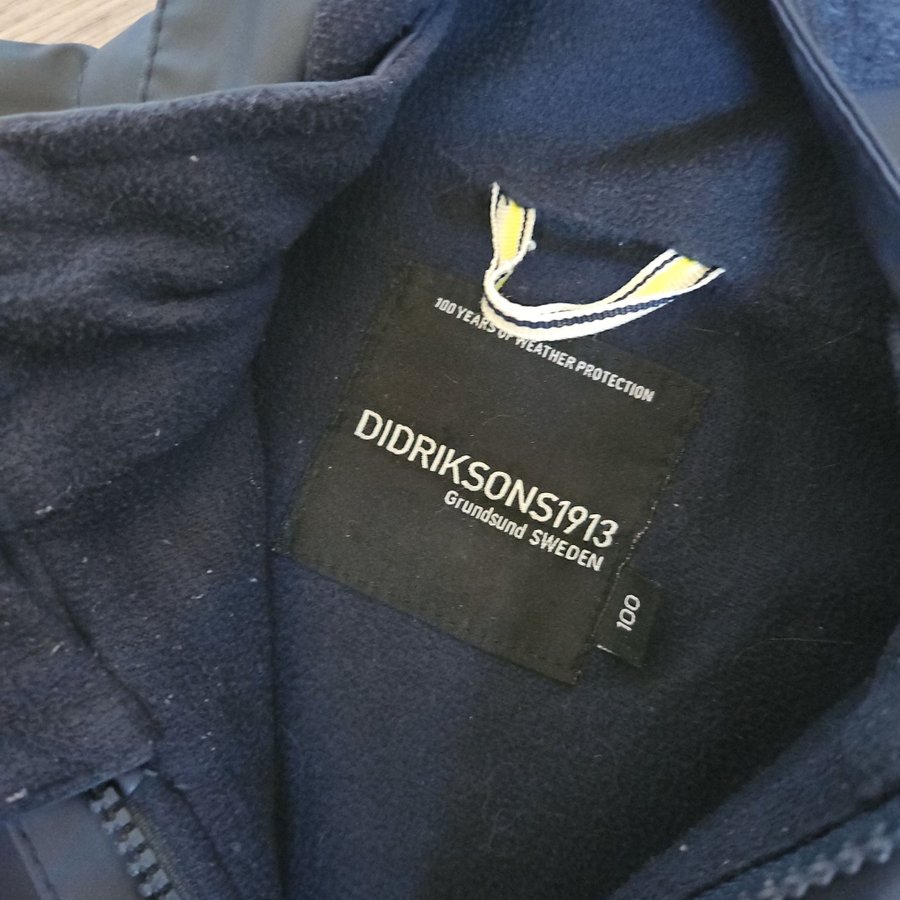 100 YEARS OF WEATHER PROTECTION
DIDRIKSONS1913
Grundsund SWEDEN
100